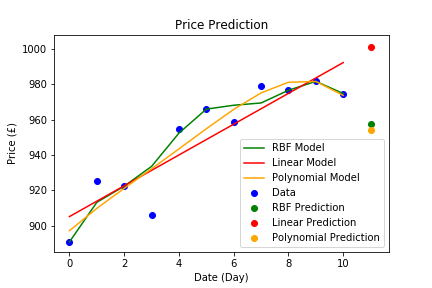 Price Prediction
1000
980
960
940
920
900
Price (£)
RBF Model
Linear Model
Polynomial Model
Data
RBF Prediction
Linear Prediction
Polynomial Prediction
0 2 4 6 8 10
Date (Day)